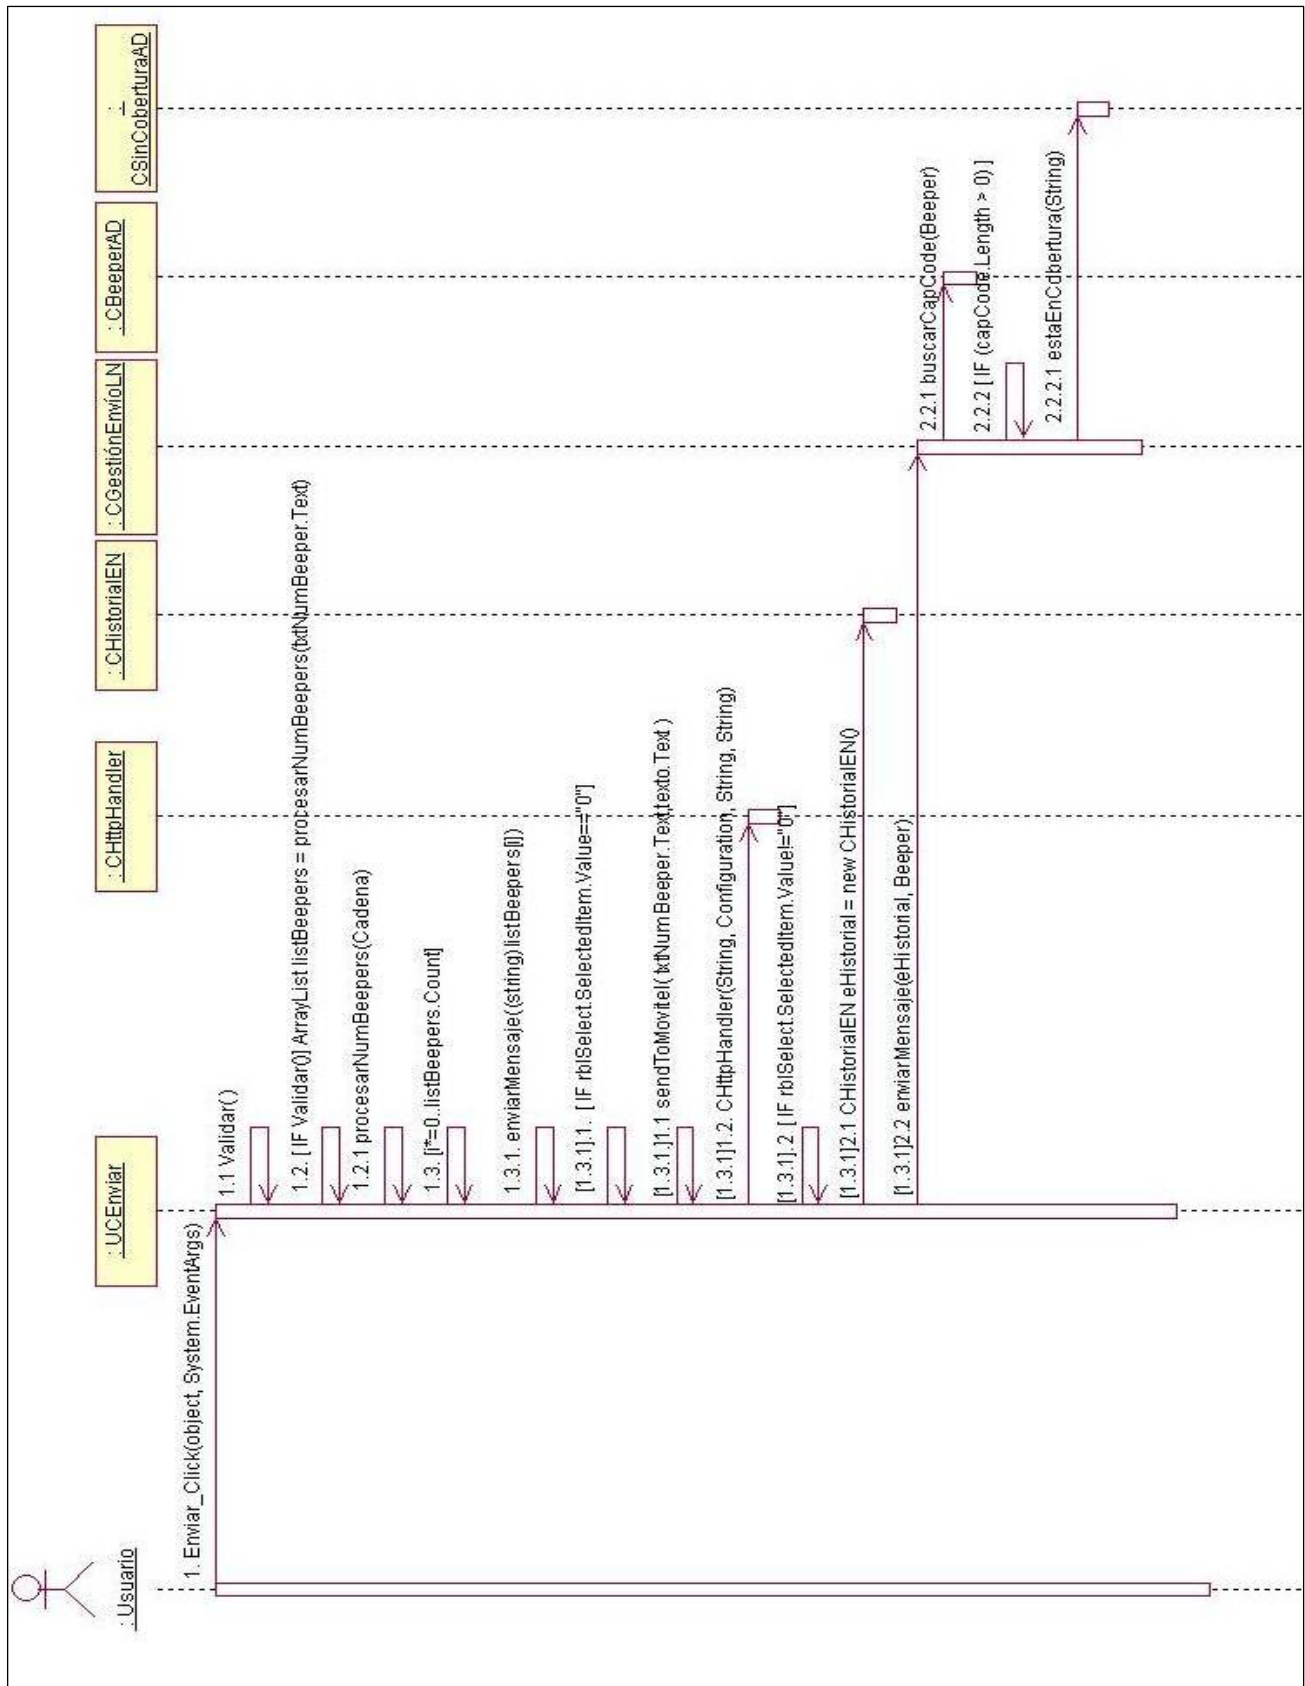 : Usuario
: UCEnviar
: CHttpHandler
: CHistorialEN
: CGestiónEnvíoLN
: CBeeperAD
:
CSinCoberturaAD
1. Enviar_Click(object, System.EventArgs)
1.1 Validar( )
1.2. [ IF Validar()] ArrayList listBeepers = procesarNumBeepers(txtNumBeeper.Text)
1.2.1 procesarNumBeepers(Cadena)
1.3. [i*=0..listBeepers.Count]
1.3.1. enviarMensaje((string)listBeepers[i])
[1.3.1].1. [ IF rblSelect.SelectedItem.Value=="0"]
[1.3.1.]1.1 sendToMovitel( txtNumBeeper.Text,texto.Text )
[1.3.1]1.2. CHttpHandler(String, Configuration, String, String)
[1.3.1].2 [ IF rblSelect.SelectedItem.Value!="0"]
[1.3.1]2.1 CHistorialEN eHistorial = new CHistorialEN()
[1.3.1]2.2 enviarMensaje(eHistorial, Beeper)
2.2.1 buscarCapCode(Beeper)
2.2.2 [ IF (capCode.Length > 0) ]
2.2.2.1 estaEnCobertura(String)